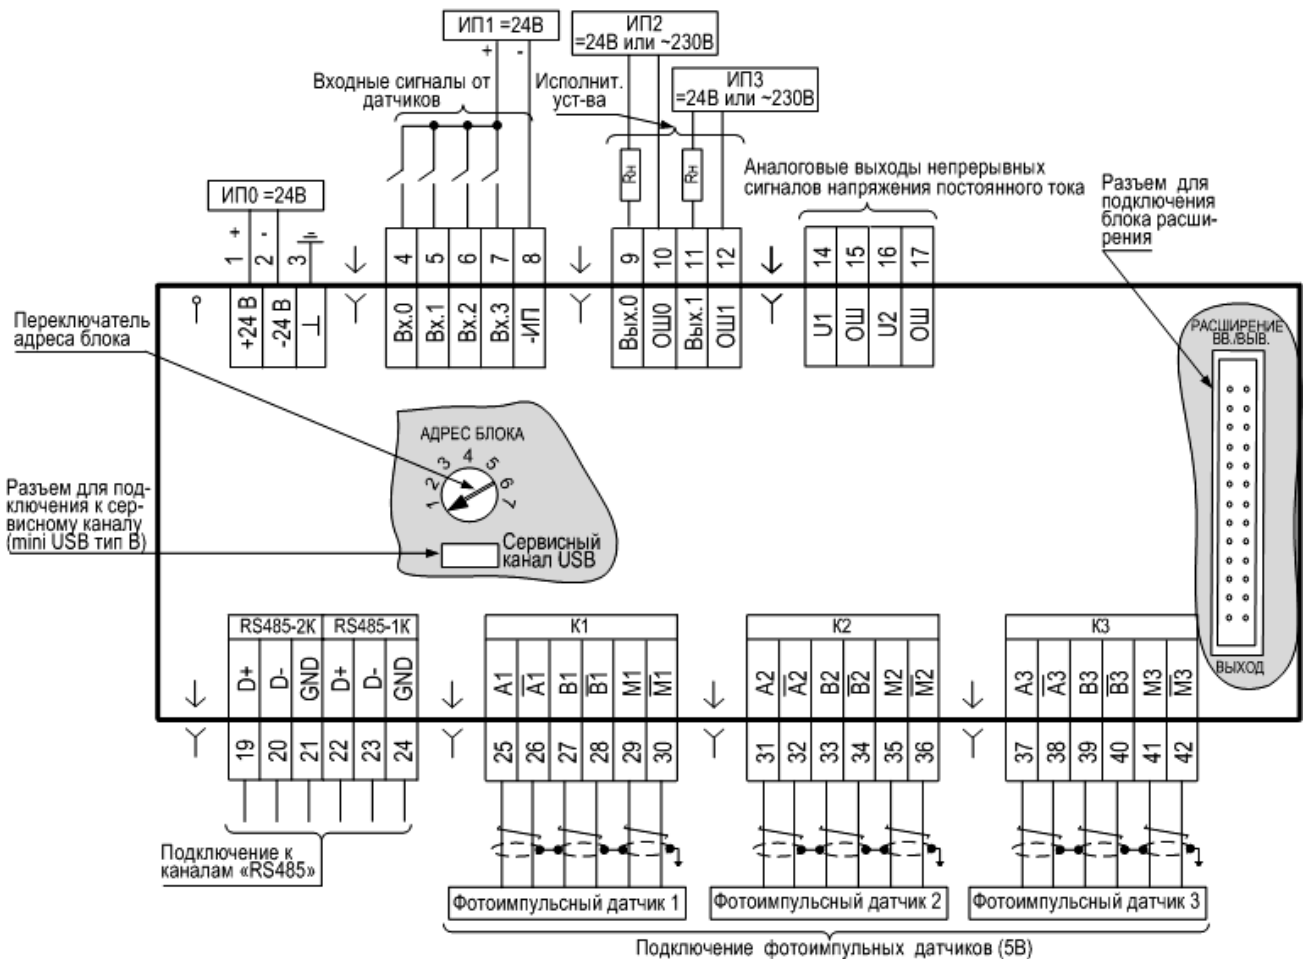 ИП1 =24В
+
-
ИП2
=24В или ~230В
Входные сигналы от
датчиков
Исполнит.
уст-ва
ИП3
=24В или ~230В
Rн
Rн
Аналоговые выходы непрерывных
сигналов напряжения постоянного тока
Разъем для
подключения
блока расши-
рения
ИП0 =24В
+
-
1
2
3
4
5
6
7
8
9
10
11
12
14
15
16
17
+24 В
-24 В
Вх.0
Вх.1
Вх.2
Вх.3
-ИП
Вых.0
ОШ0
Вых.1
ОШ1
U1
ОШ
U2
ОШ
Переключатель
адреса блока
РАСШИРЕНИЕ
ВВ./ВЫВ.
АДРЕС БЛОКА
1
2
3
4
5
6
7
Разъем для под-
ключения к сер-
висному каналу
(mini USB тип B)
Сервисный
канал USB
ВЫХОД
RS485-2К
RS485-1К
К1
К2
К3
D+
D-
GND
D+
D-
GND
A1
A1
B1
B1
M1
M1
A2
A2
B2
B2
M2
M2
A3
A3
B3
B3
M3
M3
19
20
21
22
23
24
25
26
27
28
29
30
31
32
33
34
35
36
37
38
39
40
41
42
Подключение к
каналам «RS485»
Фотоимпульсный датчик 1
Фотоимпульсный датчик 2
Фотоимпульсный датчик 3
Подключение фотоимпульных датчиков (5В)